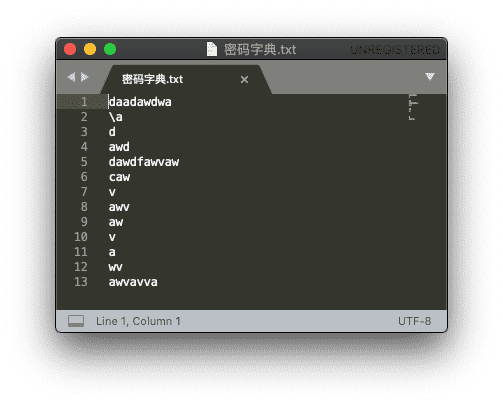 密码字典.txt
UNREGISTERED
密码字典.txt
1 daadawdwa
2 \a
3 d
4 awd
5 dawdfawvaw
6 caw
7 v
8 awv
9 aw
10 v
11 a
12 wv
13 awvavva
Line 1, Column 1
UTF-8